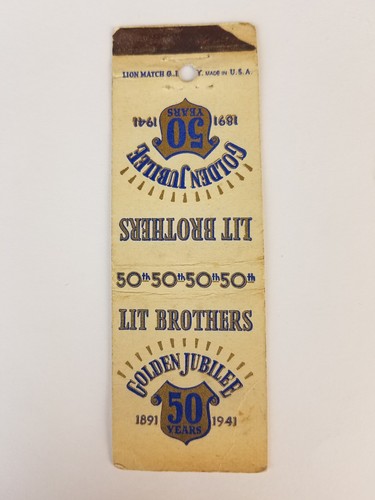 LION MATCH Y. MADE IN U.S.A.
1891 50 YEARS 1941
GOLDEN JUBILEE
LIT BROTHERS
50th 50th 50th 50th
LIT BROTHERS
GOLDEN JUBILEE
1891 50 YEARS 1941